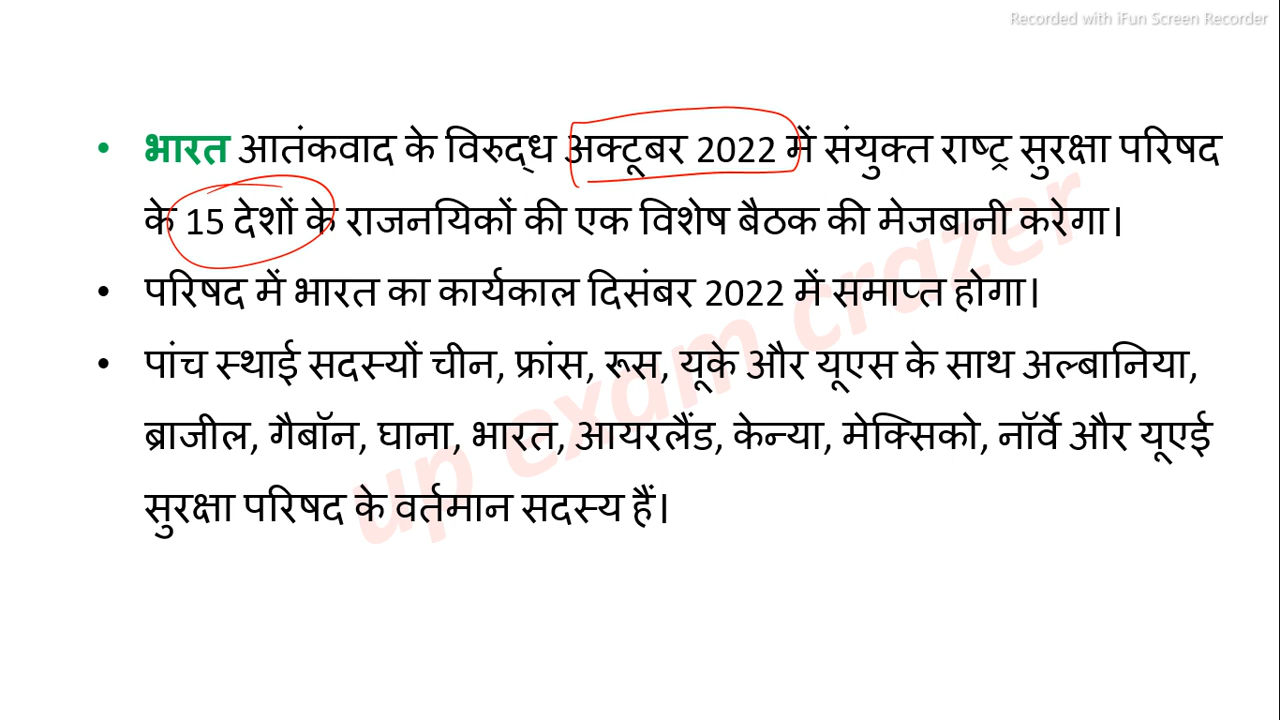 Recorded with iFun Screen Recorder
• भारत आतंकवाद के विरुद्ध अक्टूबर 2022 में संयुक्त राष्ट्र सुरक्षा परिषद
के 15 देशों के राजनयिकों की एक विशेष बैठक की मेजबानी करेगा।
• परिषद में भारत का कार्यकाल दिसंबर 2022 में समाप्त होगा।
• पांच स्थाई सदस्यों चीन, फ्रांस, रूस, यूके और यूएस के साथ अल्बानिया,
ब्राजील, गैबॉन, घाना, भारत, आयरलैंड, केन्या, मेक्सिको, नॉर्वे और यूएई
सुरक्षा परिषद के वर्तमान सदस्य हैं।
up exam crazer